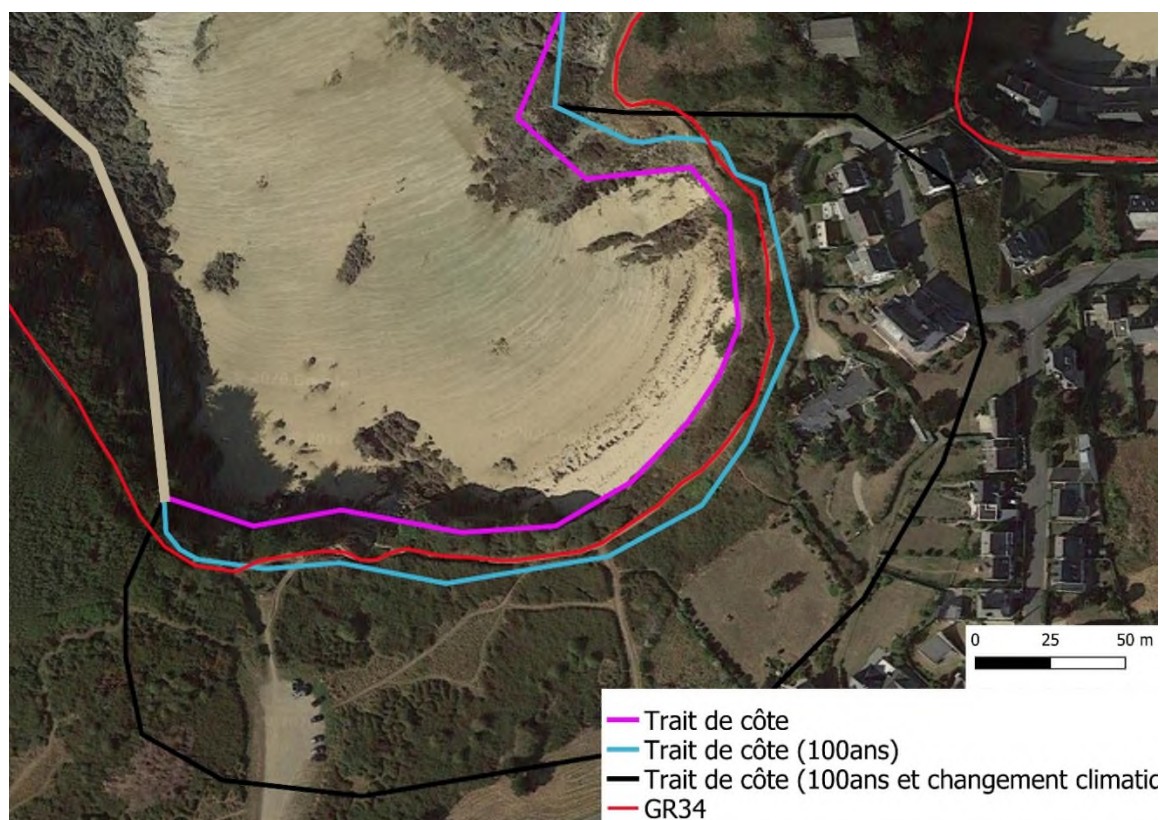 0 25 50 m
Trait de côte
Trait de côte (100ans)
Trait de côte (100ans et changement climatic
GR34